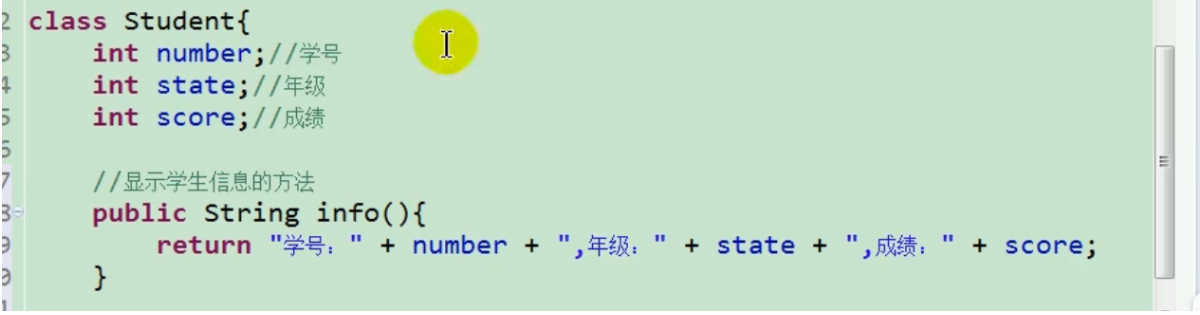 2 class Student{
3 int number;//学号
4 int state;//年级
5 int score;//成绩
6
7 //显示学生信息的方法
8 public String info(){
9 return "学号：" + number + ",年级：" + state + ",成绩：" + score;
0 }
1